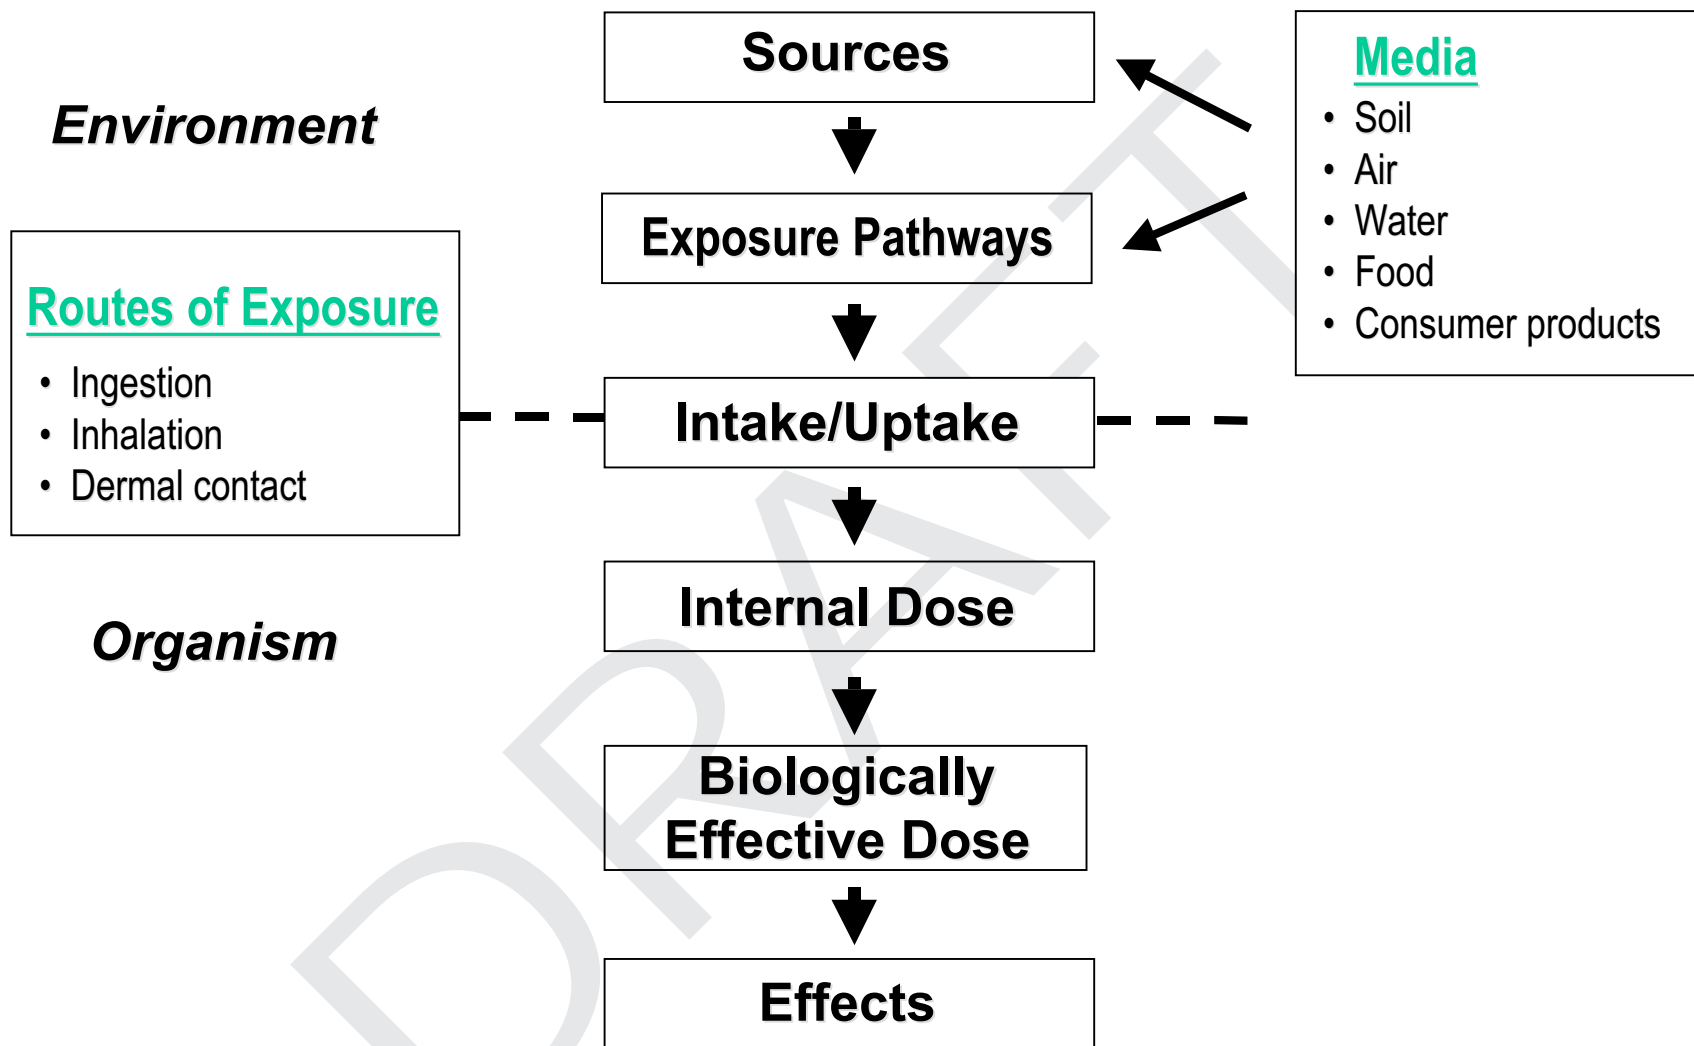 Sources
Environment
Exposure Pathways
Media
• Soil
• Air
• Water
• Food
• Consumer products
Routes of Exposure
• Ingestion
• Inhalation
• Dermal contact
Intake/Uptake
Internal Dose
Organism
Biologically
Effective Dose
Effects
DRAFT